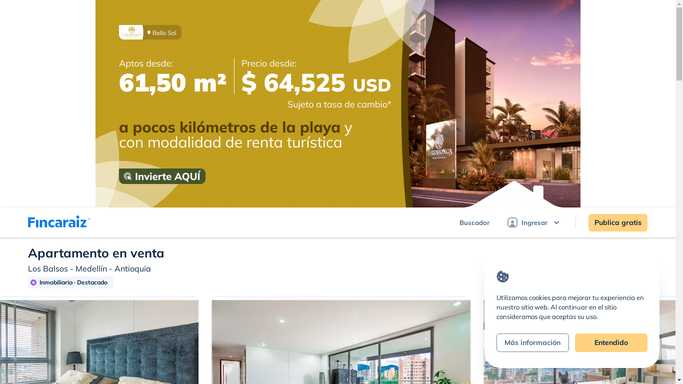 Bello Sol
Aptos desde:
61,50 m²
Precio desde:
$ 64,525 USD
Sujeto a tasa de cambio*
a pocos kilómetros de la playa y
con modalidad de renta turística
Invierte AQUÍ
Fincaraiz
Buscador
Ingresar
Publica gratis
Apartamento en venta
Los Balsos - Medellín - Antioquia
Inmobiliario · Destacado
Utilizamos cookies para mejorar tu experiencia en
nuestro sitio web. Al continuar en el sitio
consideramos que aceptas su uso.
Más información
Entendido